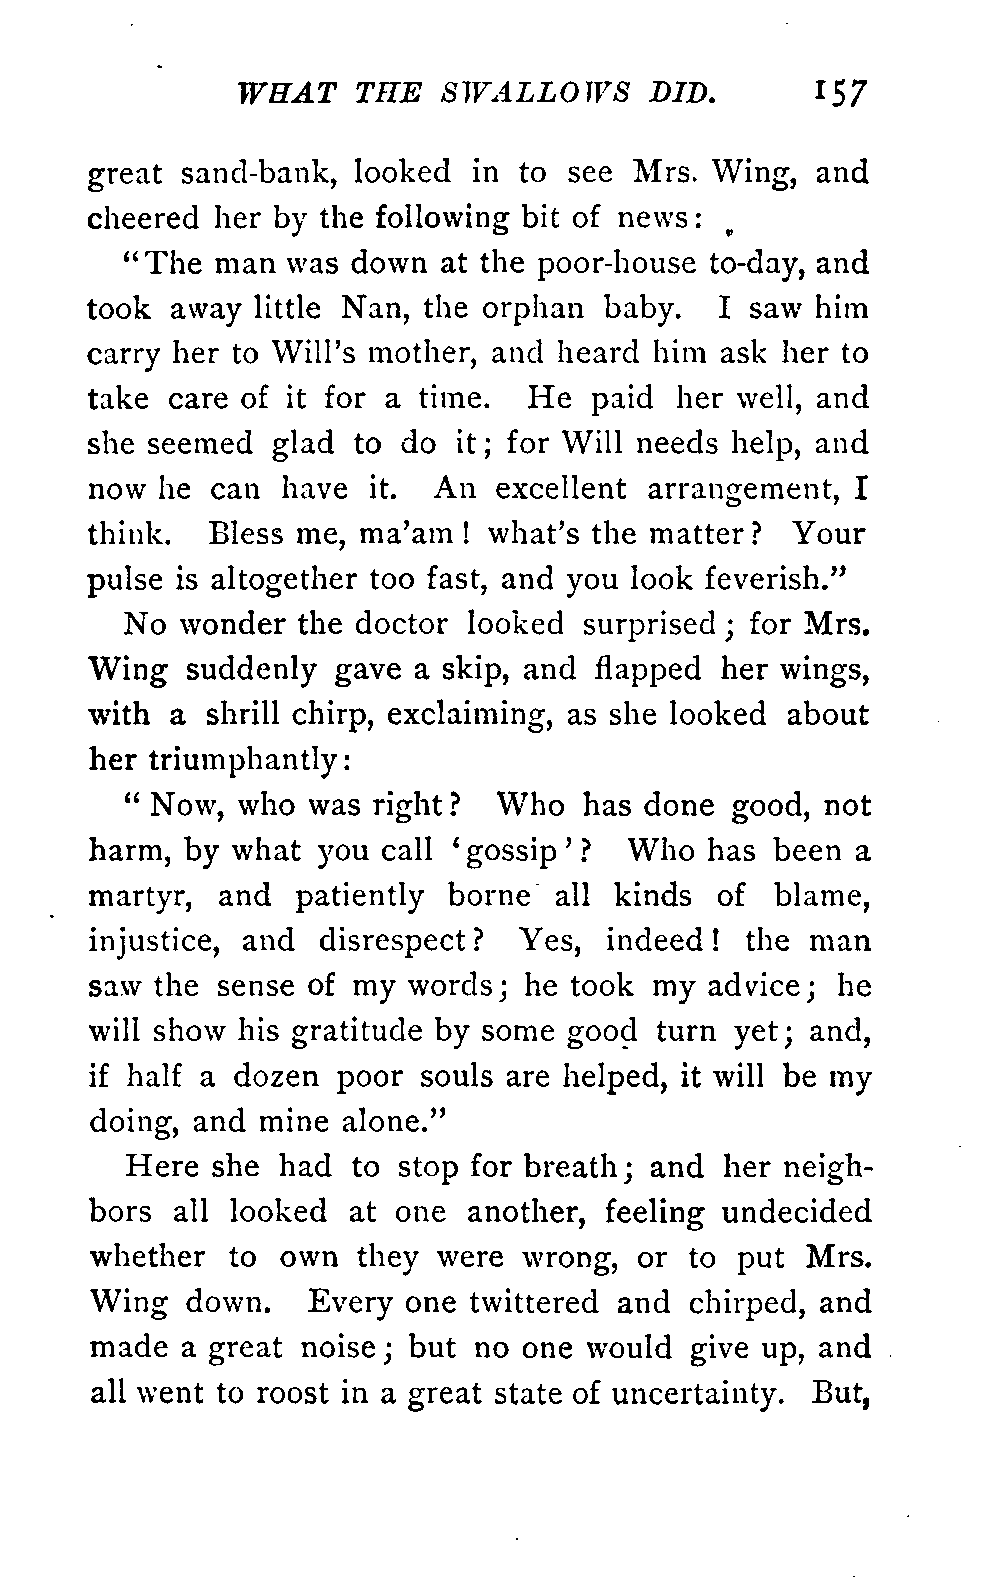 WHAT THE SWALLOWS DID. 157
great sand-bank, looked in to see Mrs. Wing, and
cheered her by the following bit of news:
"The man was down at the poor-house to-day, and
took away little Nan, the orphan baby. I saw him
carry her to Will's mother, and heard him ask her to
take care of it for a time. He paid her well, and
she seemed glad to do it; for Will needs help, and
now he can have it. An excellent arrangement, I
think. Bless me, ma'am! what's the matter? Your
pulse is altogether too fast, and you look feverish."
No wonder the doctor looked surprised; for Mrs.
Wing suddenly gave a skip, and flapped her wings,
with a shrill chirp, exclaiming, as she looked about
her triumphantly:
"Now, who was right? Who has done good, not
harm, by what you call 'gossip'? Who has been a
martyr, and patiently borne all kinds of blame,
injustice, and disrespect? Yes, indeed! the man
saw the sense of my words; he took my advice; he
will show his gratitude by some good turn yet; and,
if half a dozen poor souls are helped, it will be my
doing, and mine alone."
Here she had to stop for breath; and her neigh-
bors all looked at one another, feeling undecided
whether to own they were wrong, or to put Mrs.
Wing down. Every one twittered and chirped, and
made a great noise; but no one would give up, and
all went to roost in a great state of uncertainty. But,